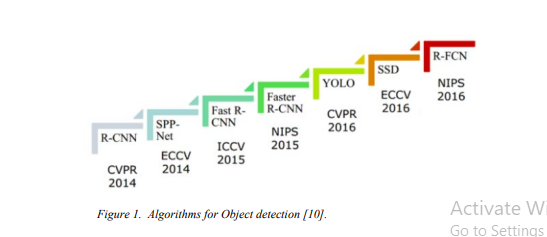 R-CNN
CVPR
2014
SPP-
Net
ECCV
2014
Fast R-
CNN
ICCV
2015
Faster
R-CNN
NIPS
2015
YOLO
CVPR
2016
SSD
ECCV
2016
R-FCN
NIPS
2016
Figure 1. Algorithms for Object detection [10].
Activate Wi
Go to Settings